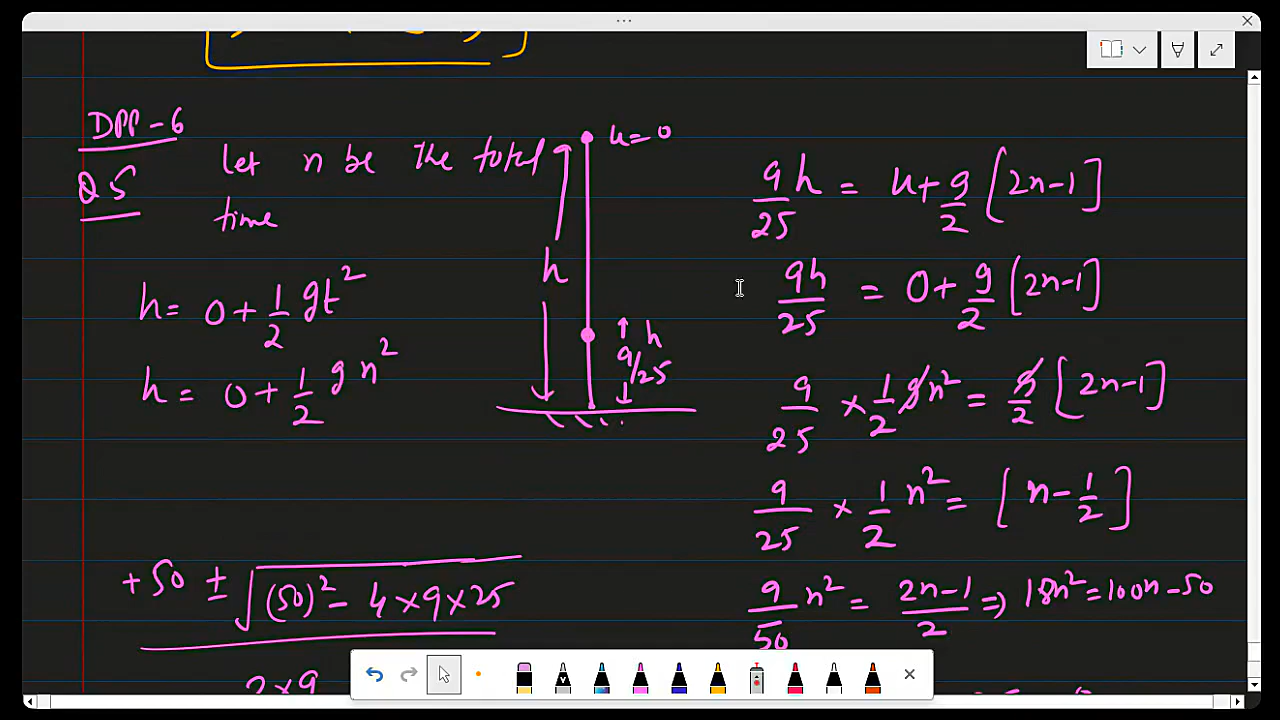 DPP-6
Q5
let n be the total
time
h = 0 + 1/2 gt²
h = 0 + 1/2 g n²
u = 0
h
h
9/25
9h/25 = u + g/2 [2n-1]
9h/25 = 0 + g/2 [2n-1]
9/25 × 1/2 gn² = g/2 [2n-1]
9/25 × 1/2 n² = [n - 1/2]
9/50 n² = 2n-1/2 ⇒ 18n² = 100n - 50
+50 ± √(50)² - 4×9×25
2×9